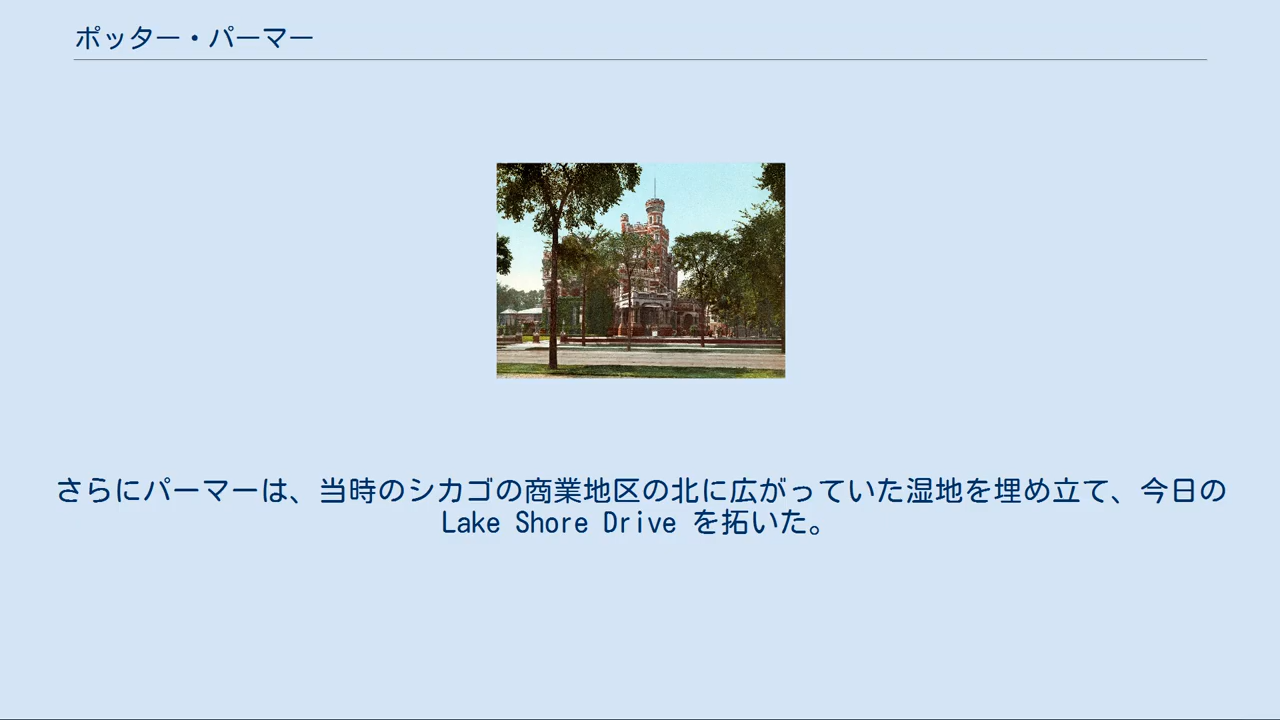 ポッター・パーマー
さらにパーマーは、当時のシカゴの商業地区の北に広がっていた湿地を埋め立て、今日の
Lake Shore Drive を拓いた。